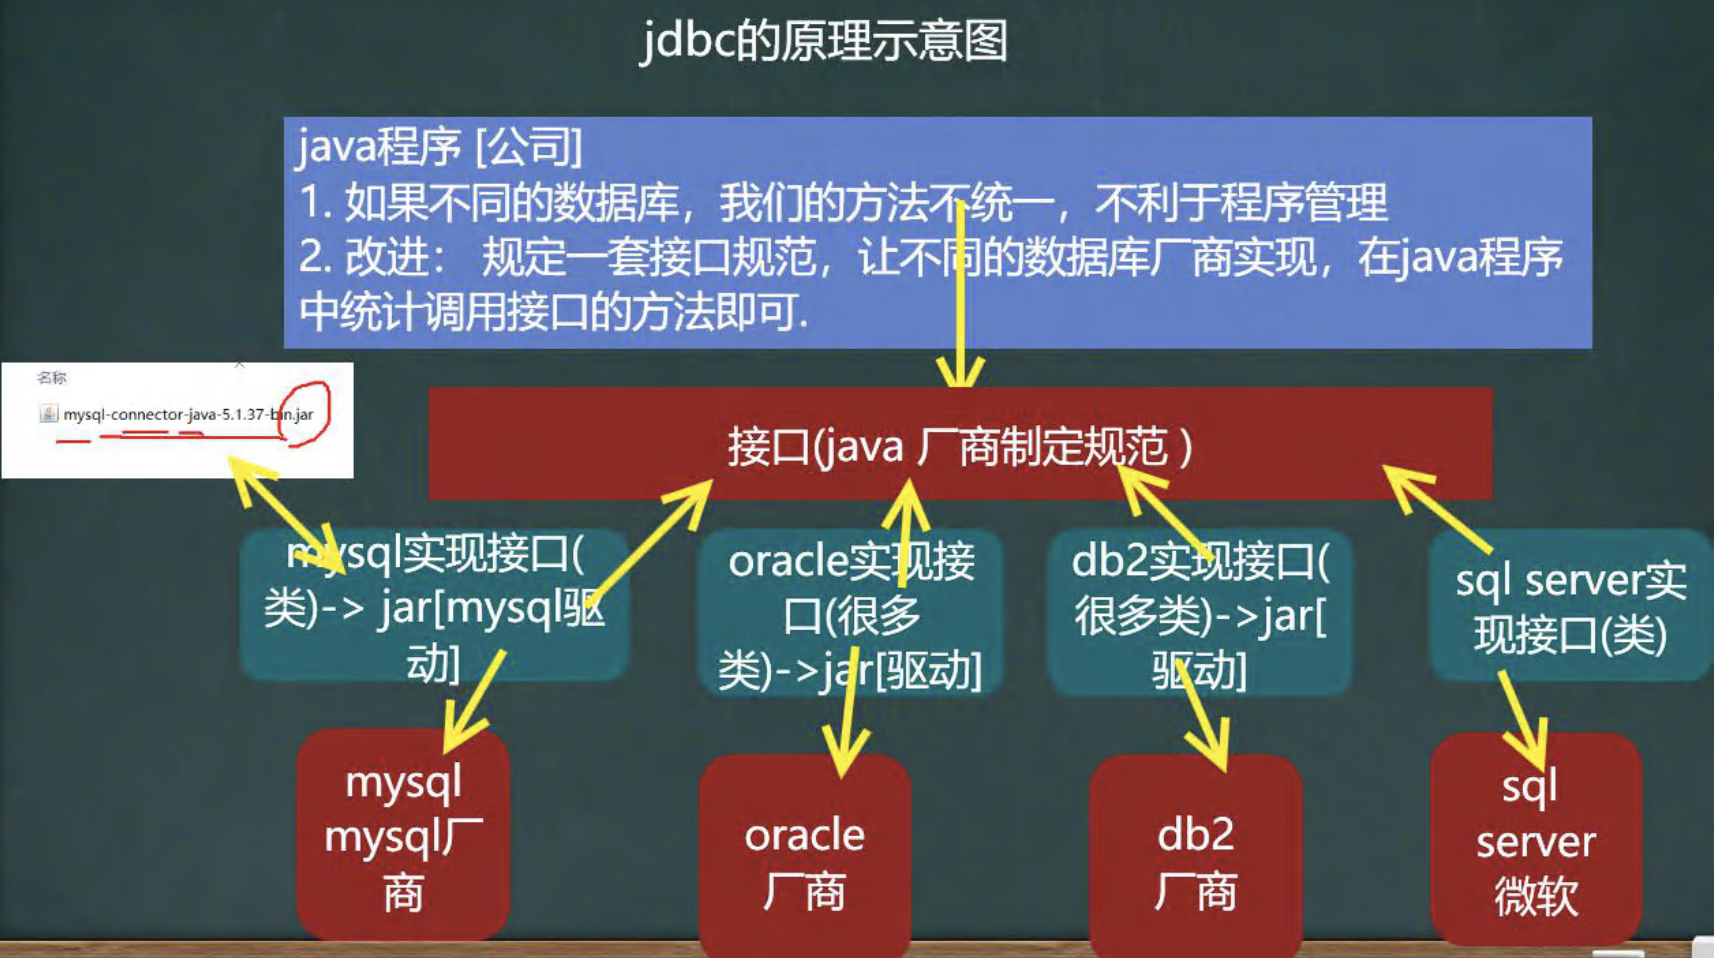 jdbc的原理示意图
java程序 [公司]
1. 如果不同的数据库，我们的方法不统一，不利于程序管理
2. 改进： 规定一套接口规范，让不同的数据库厂商实现，在java程序
中统计调用接口的方法即可.
名称
mysql-connector-java-5.1.37-bin.jar
接口(java 厂商制定规范 )
mysql实现接口(
类)-> jar[mysql驱
动]
oracle实现接
口(很多
类)->jar[驱动]
db2实现接口(
很多类)->jar[
驱动]
sql server实
现接口(类)
mysql
mysql厂
商
oracle
厂商
db2
厂商
sql
server
微软